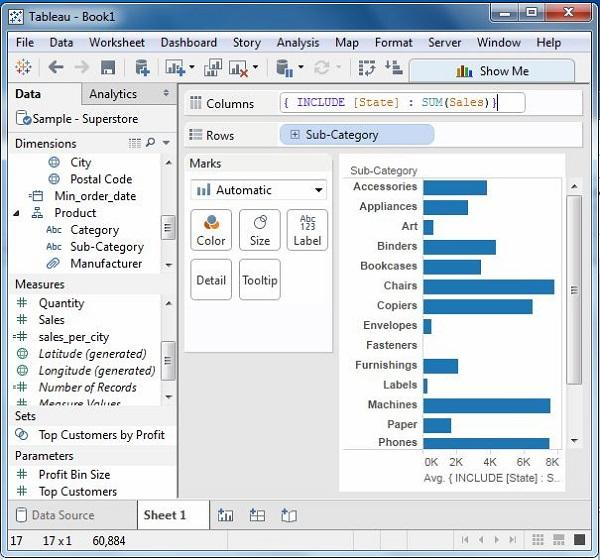 Tableau - Book1
File Data Worksheet Dashboard Story Analysis Map Format Server Window Help
Show Me
Data Analytics
Sample - Superstore
Dimensions
City
Postal Code
Min_order_date
Product
Abc Category
Abc Sub-Category
Manufacturer
Measures
Quantity
Sales
sales_per_city
Latitude (generated)
Longitude (generated)
Number of Records
Measure Values
Sets
Top Customers by Profit
Parameters
Profit Bin Size
Top Customers
Columns { INCLUDE [State] : SUM(Sales)}
Rows Sub-Category
Marks
Automatic
Color
Size
Abc
123
Label
Detail
Tooltip
Sub-Category
Accessories
Appliances
Art
Binders
Bookcases
Chairs
Copiers
Envelopes
Fasteners
Furnishings
Labels
Machines
Paper
Phones
0K 2K 4K 6K 8K
Avg. { INCLUDE [State] : S..
Data Source Sheet 1
17 17 x 1 60,884